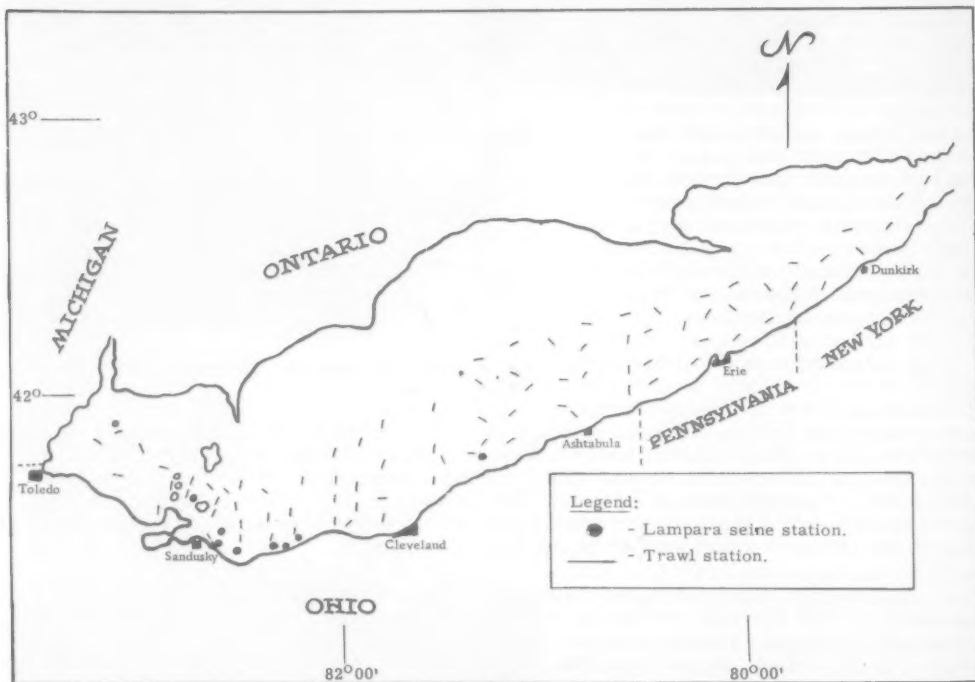 N
43°
MICHIGAN
ONTARIO
Dunkirk
NEW YORK
42°
Erie
PENNSYLVANIA
Ashtabula
Toledo
Legend:
- Lampara seine station.
- Trawl station.
Sandusky
Cleveland
OHIO
82°00'
80°00'